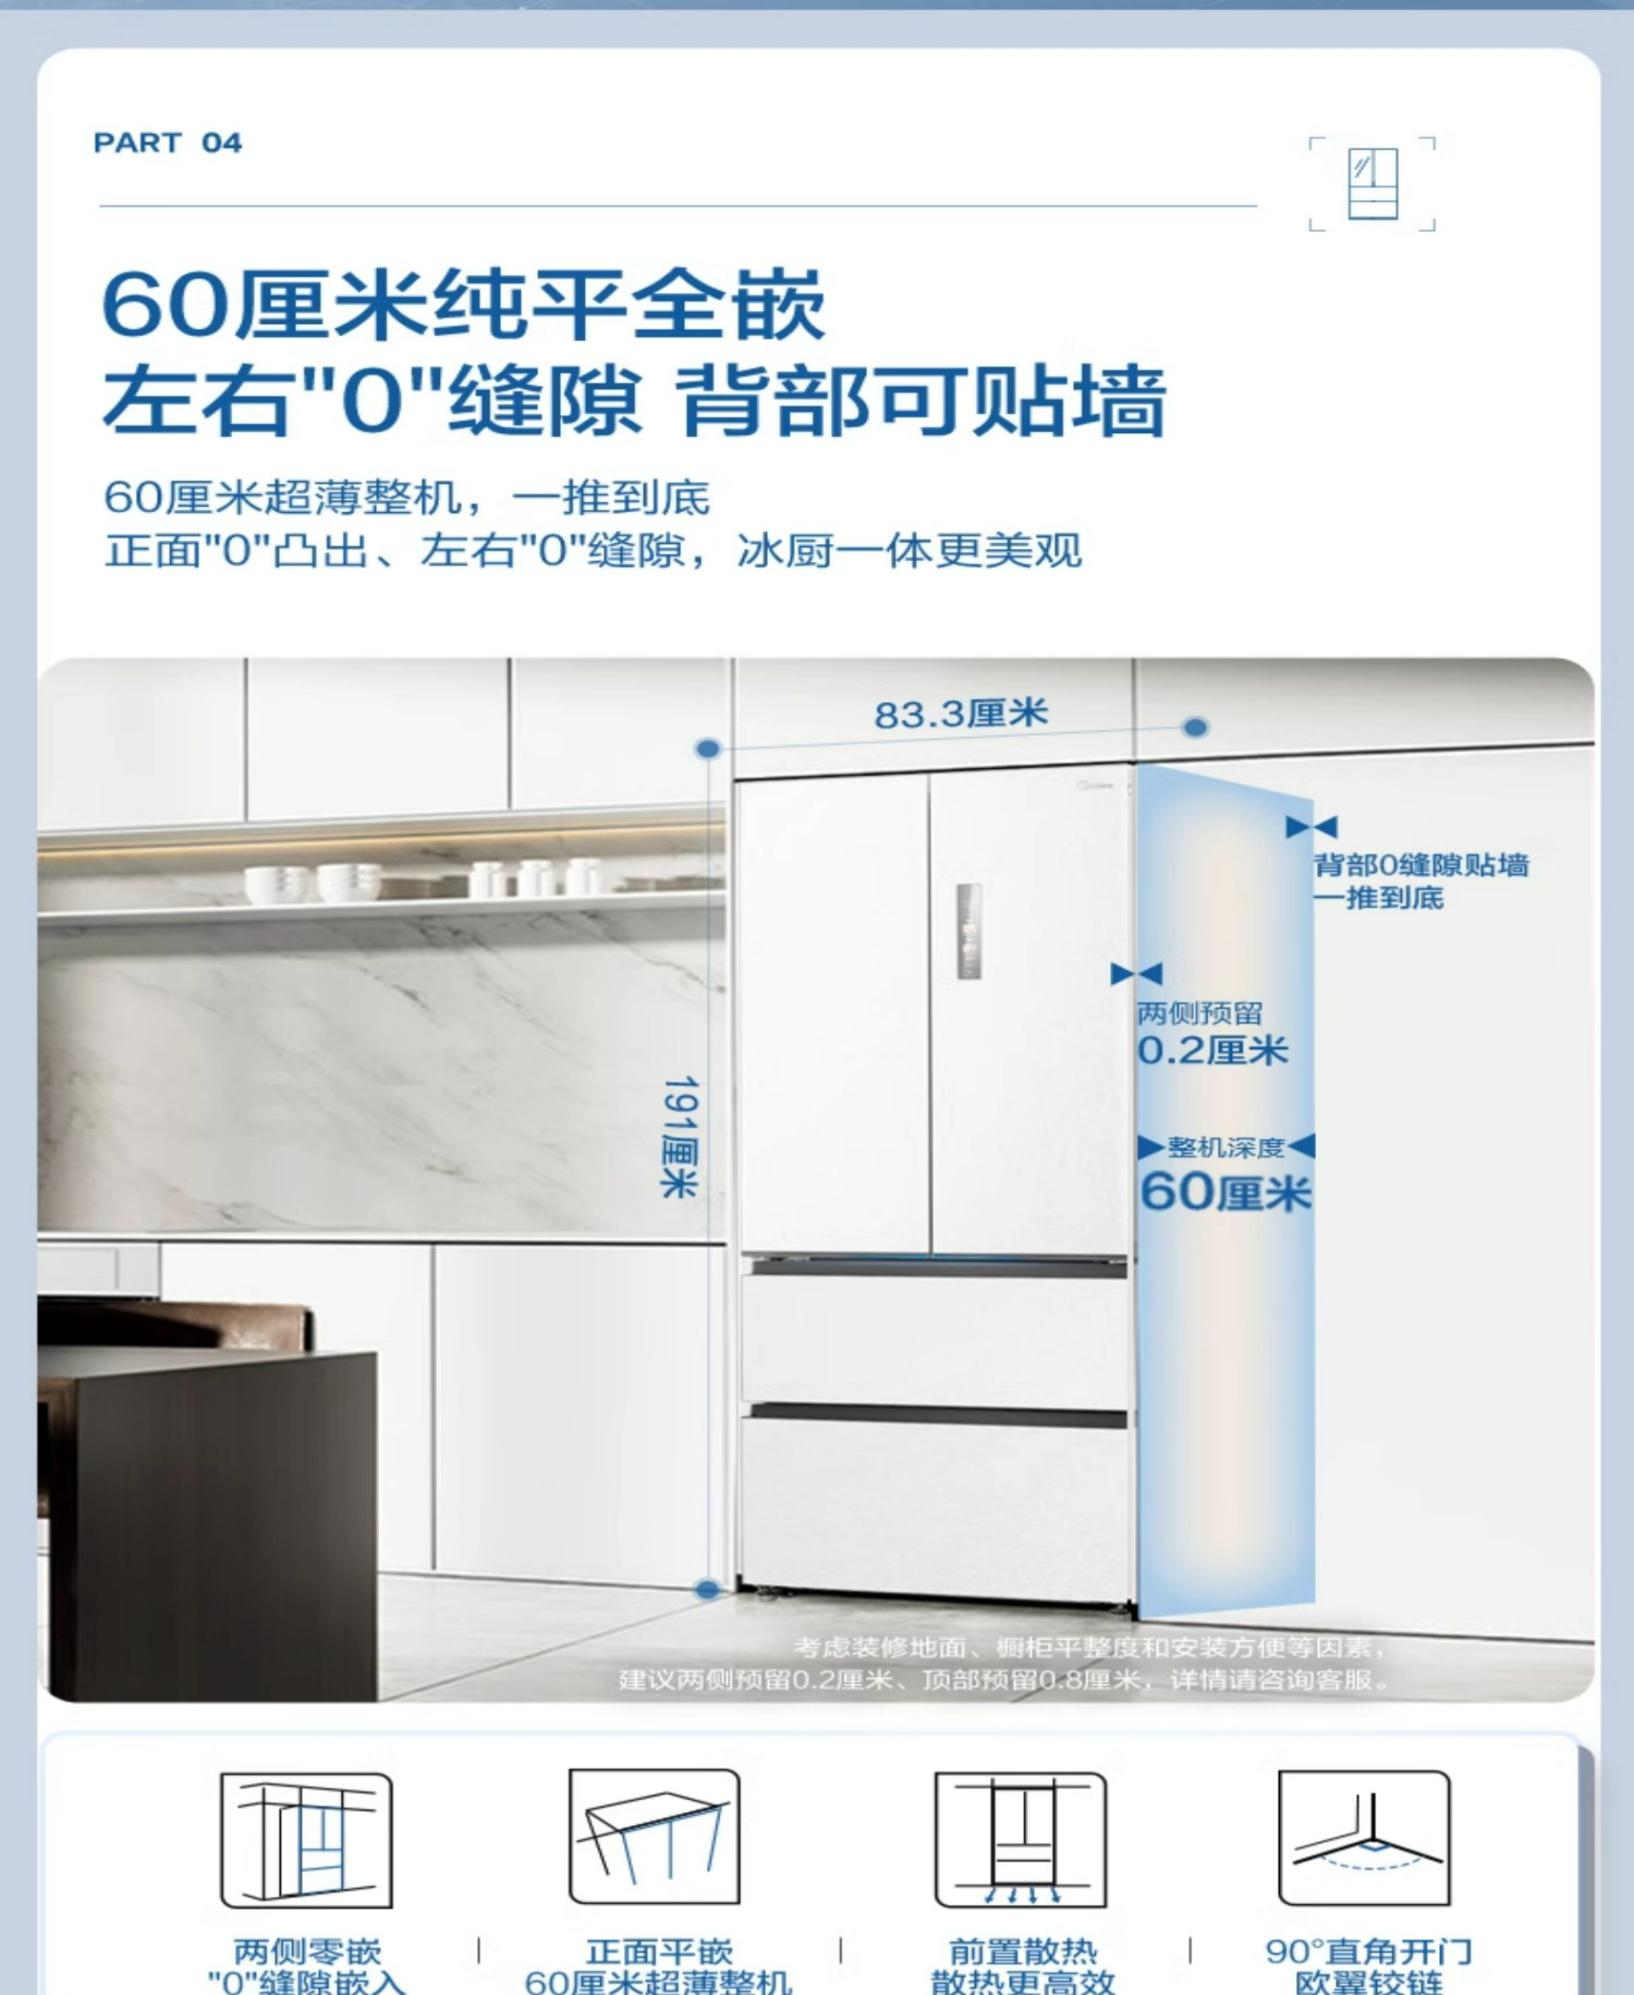 PART 04
60厘米纯平全嵌
左右"0"缝隙 背部可贴墙
60厘米超薄整机，一推到底
正面"0"凸出、左右"0"缝隙，冰厨一体更美观
83.3厘米
Midea
背部0缝隙贴墙
一推到底
两侧预留
0.2厘米
191厘米
整机深度
60厘米
考虑装修地面、橱柜平整度和安装方便等因素，
建议两侧预留0.2厘米、顶部预留0.8厘米，详情请咨询客服。
两侧零嵌
"0"缝隙嵌入
正面平嵌
60厘米超薄整机
前置散热
散热更高效
90°直角开门
欧翼铰链